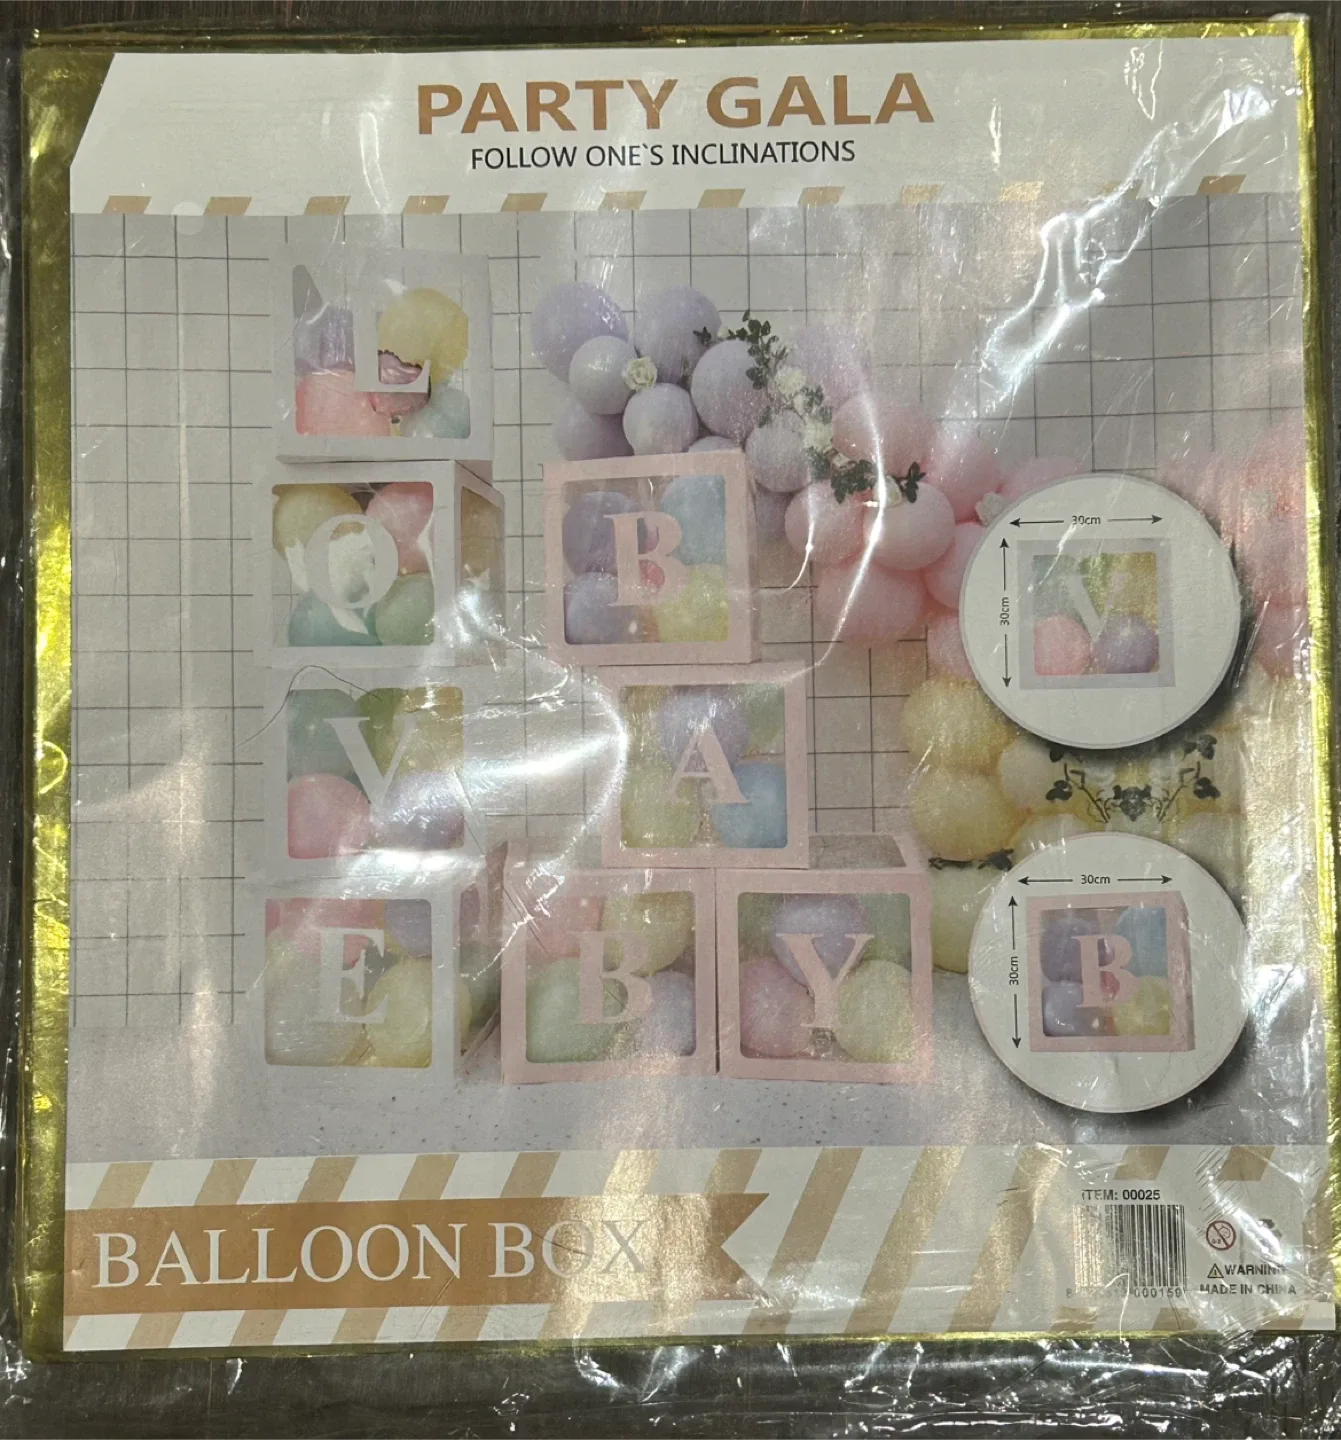 PARTY GALA
FOLLOW ONE`S INCLINATIONS
L
O
V
E
B
A
B
Y
30cm
30cm
V
30cm
30cm
B
BALLOON BOX
ITEM: 00025
WARNING
MADE IN CHINA